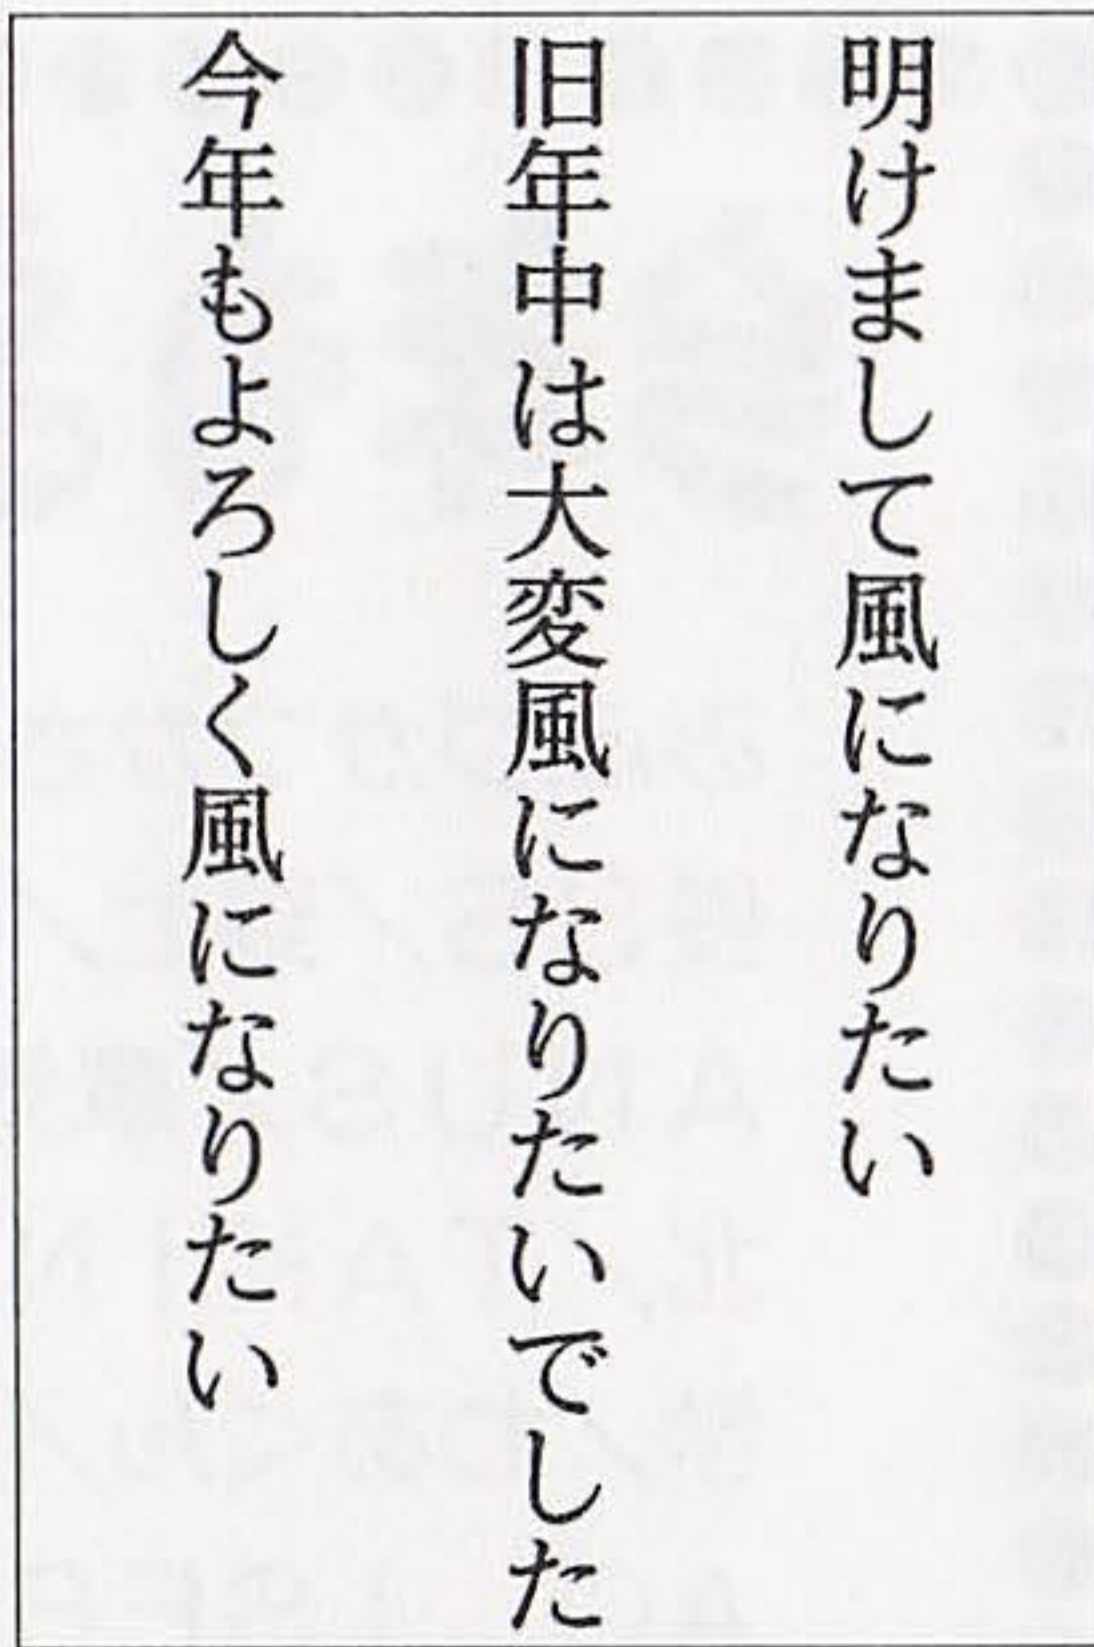 明けまして風になりたい
旧年中は大変風になりたいでした
今年もよろしく風になりたい